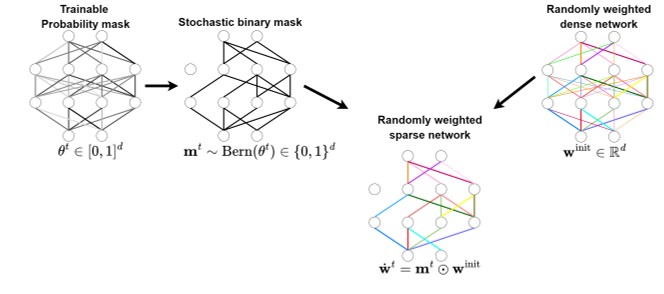 Trainable
Probability mask
Stochastic binary mask
Randomly weighted
dense network
Randomly weighted
sparse network
θ^t ∈ [0,1]^d
m^t ∼ Bern(θ^t) ∈ {0,1}^d
w^init ∈ ℝ_d
ẇ^t = m^t ⊙ w^init